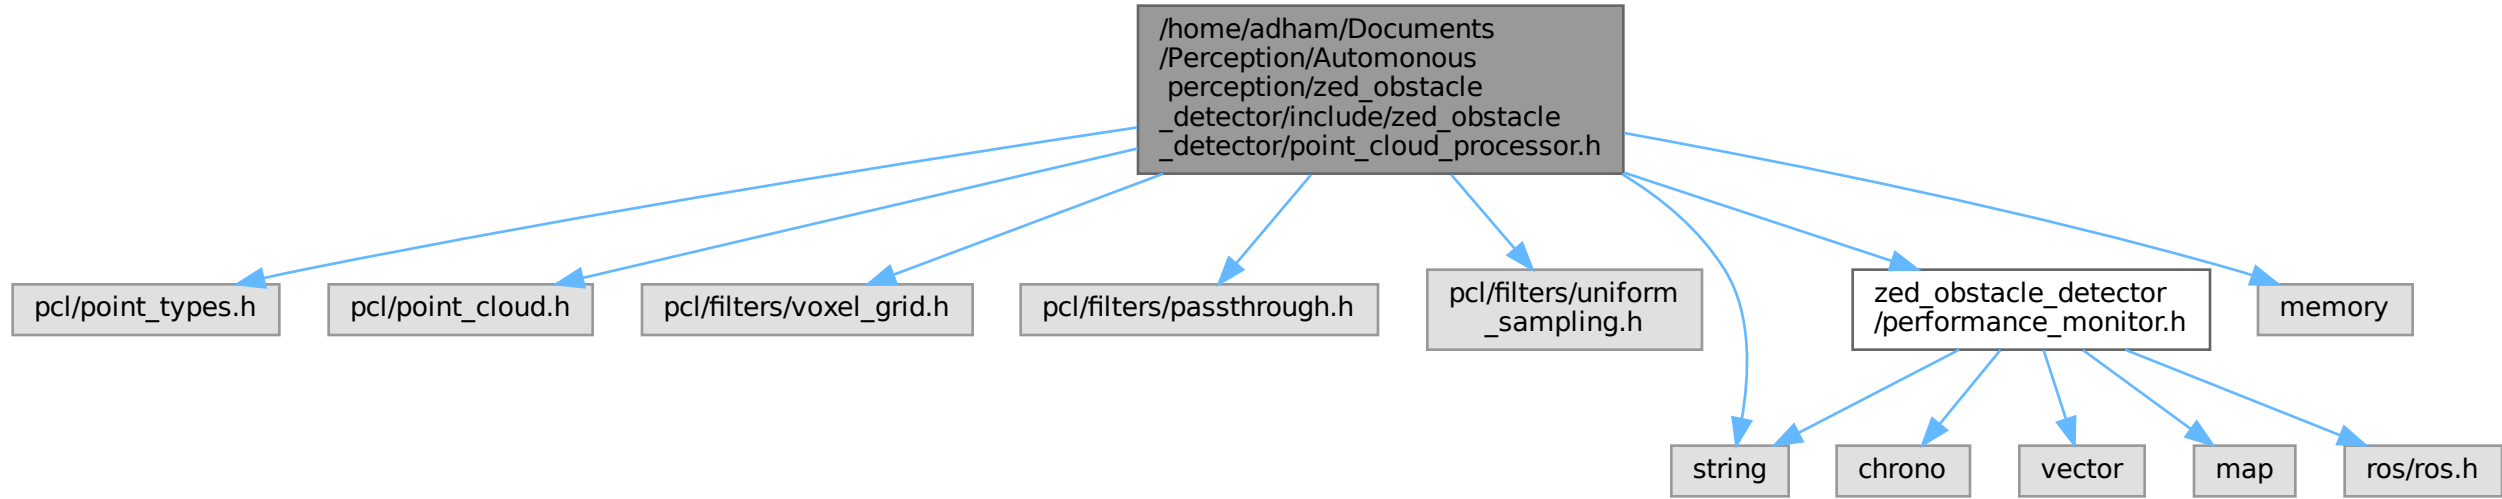 /home/adham/Documents
/Perception/Automonous
perception/zed_obstacle
_detector/include/zed_obstacle
_detector/point_cloud_processor.h
pcl/point_types.h
pcl/point_cloud.h
pcl/filters/voxel_grid.h
pcl/filters/passthrough.h
pcl/filters/uniform
_sampling.h
zed_obstacle_detector
/performance_monitor.h
memory
string
chrono
vector
map
ros/ros.h